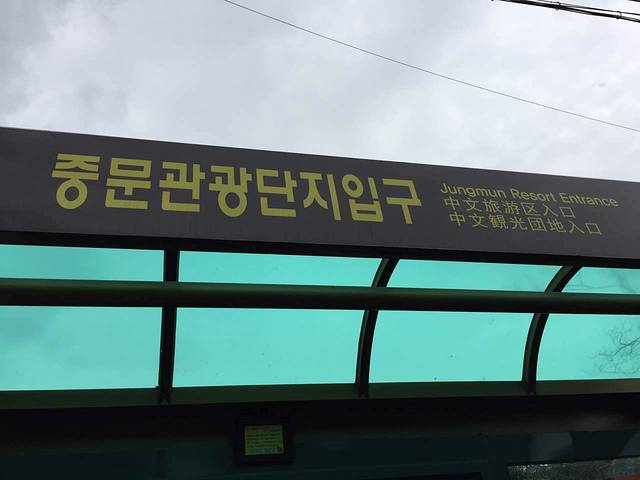 중문관광단지입구
Jungmun Resort Entrance
中文旅游区入口
中文観光団地入口